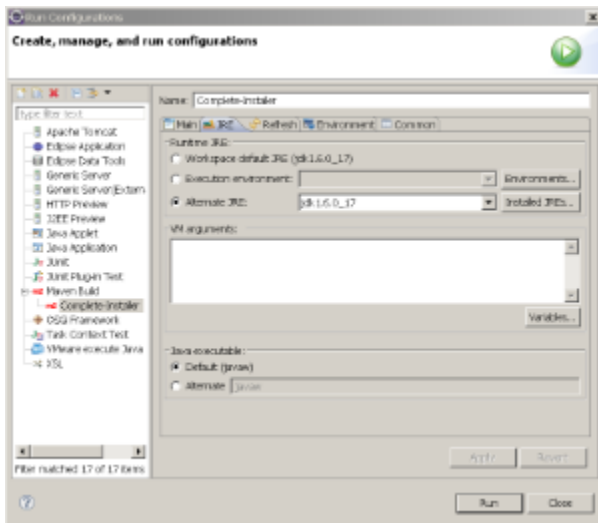 Run Configurations
Create, manage, and run configurations
type filter text
Apache Tomcat
Eclipse Application
Eclipse Data Tools
Generic Server
Generic Server(Extern
HTTP Preview
J2EE Preview
Java Applet
Java Application
JUnit
JUnit Plug-in Test
Maven Build
Complete-Installer
OSGi Framework
Task Context Test
VMware execute Java
XSL
Filter matched 17 of 17 items
Name: Complete-Installer
Main JRE Refresh Environment Common
Runtime JRE:
Workspace default JRE (jdk1.6.0_17)
Execution environment: Environments...
Alternate JRE: jdk1.6.0_17 Installed JREs...
VM arguments:
Variables...
Java executable:
Default (javaw)
Alternate javaw
Apply Revert
Run Close